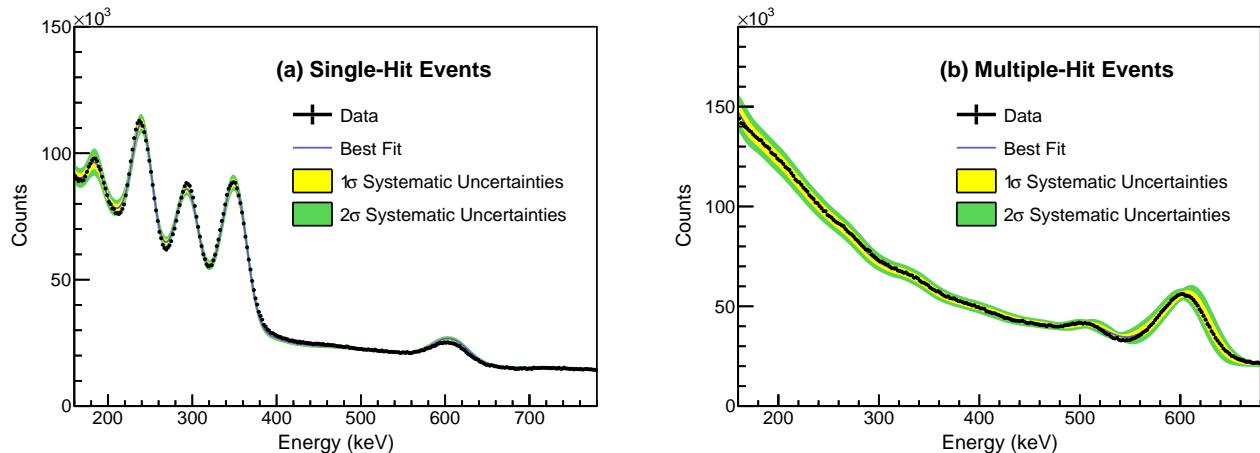 ×10³
150
100
50
0
Counts
(a) Single-Hit Events
Data
Best Fit
1σ Systematic Uncertainties
2σ Systematic Uncertainties
200 300 400 500 600 700
Energy (keV)
×10³
150
100
50
0
Counts
(b) Multiple-Hit Events
Data
Best Fit
1σ Systematic Uncertainties
2σ Systematic Uncertainties
200 300 400 500 600
Energy (keV)